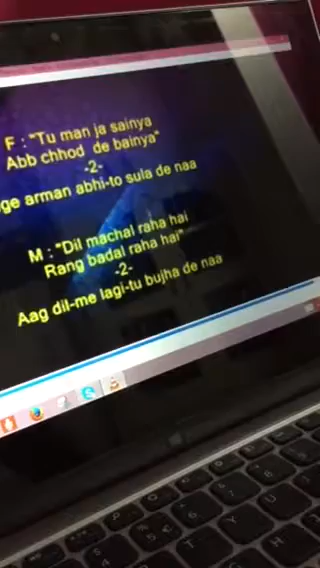 F : "Tu man ja sainya
Abb chhod de bainya"
-2-
ge arman abhi-to sula de naa
M : "Dil machal raha hai
Rang badal raha hai"
-2-
Aag dil-me lagi-tu bujha de naa